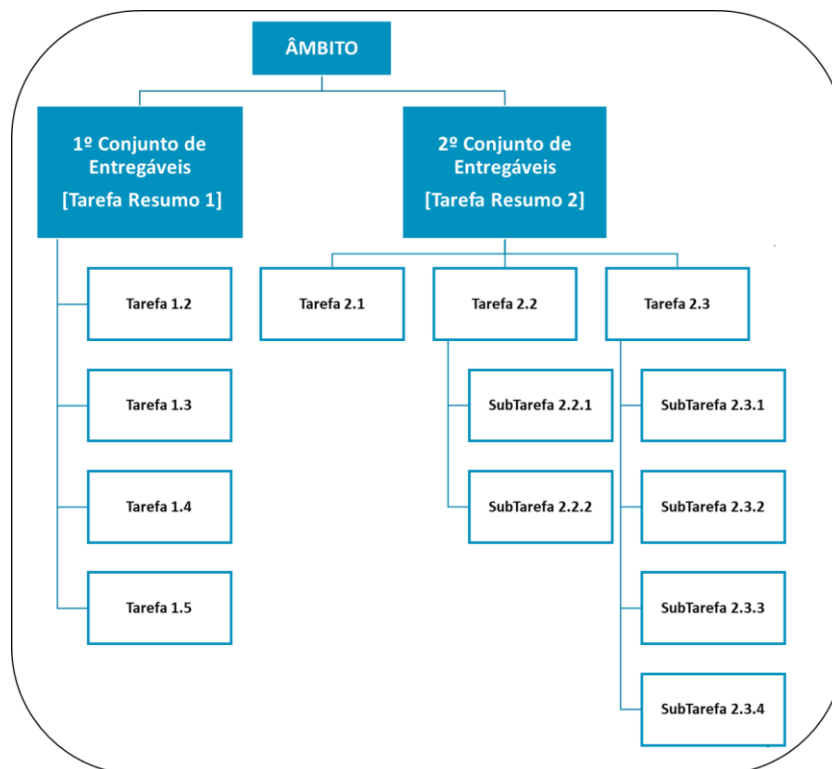 ÂMBITO
1º Conjunto de
Entregáveis
[Tarefa Resumo 1]
Tarefa 1.2
Tarefa 1.3
Tarefa 1.4
Tarefa 1.5
2º Conjunto de
Entregáveis
[Tarefa Resumo 2]
Tarefa 2.1
Tarefa 2.2
SubTarefa 2.2.1
SubTarefa 2.2.2
Tarefa 2.3
SubTarefa 2.3.1
SubTarefa 2.3.2
SubTarefa 2.3.3
SubTarefa 2.3.4